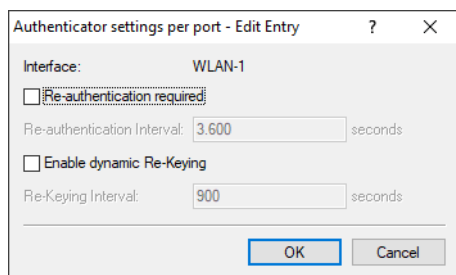 Authenticator settings per port - Edit Entry ? ×
Interface: WLAN-1
Re-authentication required
Re-authentication Interval: 3.600 seconds
Enable dynamic Re-Keying
Re-Keying Interval: 900 seconds
OK Cancel